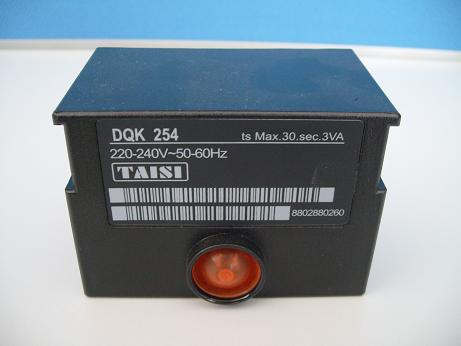 DQK 254 ts Max.30.sec.3VA
220-240V~50-60Hz
TAISI
8802880260